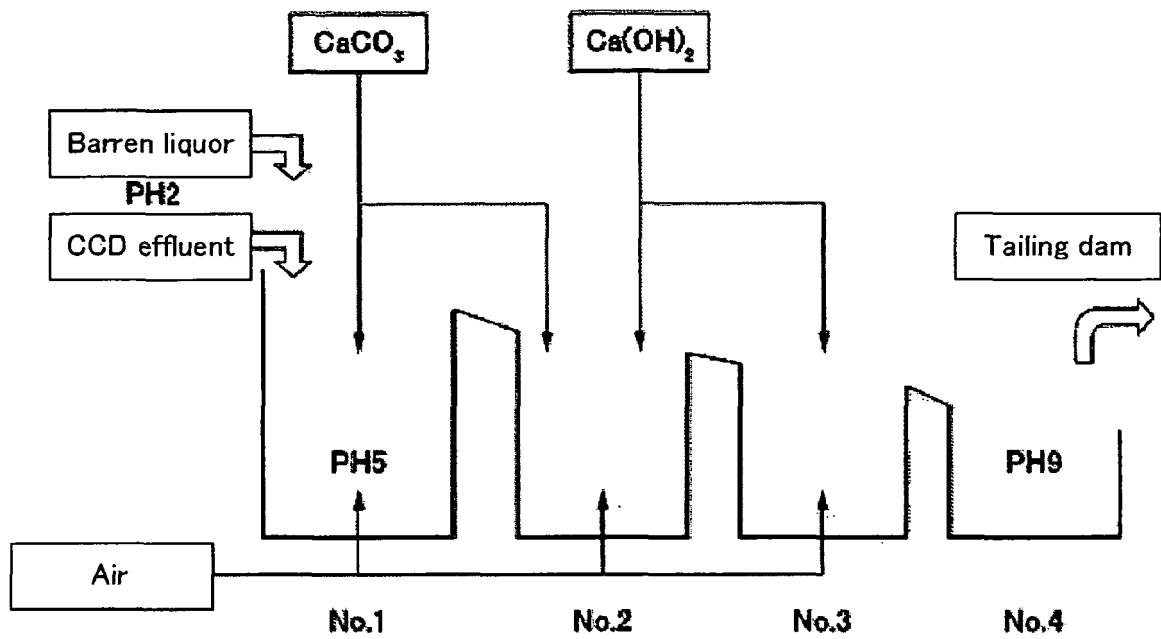 CaCO₃
Ca(OH)₂
Barren liquor
PH2
CCD effluent
Tailing dam
PH5
PH9
Air
No.1
No.2
No.3
No.4